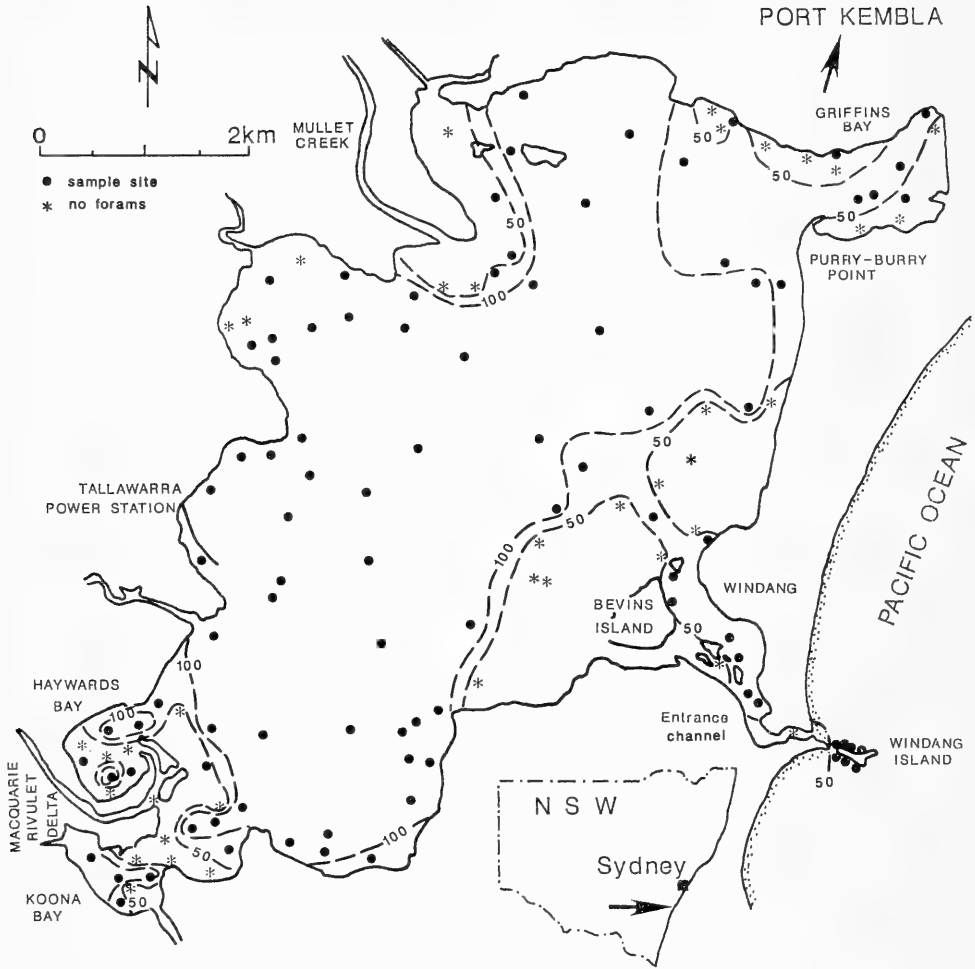 PORT KEMBLA
N
0 2km
● sample site
* no forams
MULLET
CREEK
GRIFFINS
BAY
50
50
50
50
100
PURRY-BURRY
POINT
TALLAWARRA
POWER STATION
50
50
100
PACIFIC OCEAN
BEVINS
ISLAND
WINDANG
50
100
HAYWARDS
BAY
100
Entrance
channel
WINDANG
ISLAND
50
MACQUARIE
RIVULET
DELTA
50
100
KOONA
BAY
50
NSW
Sydney